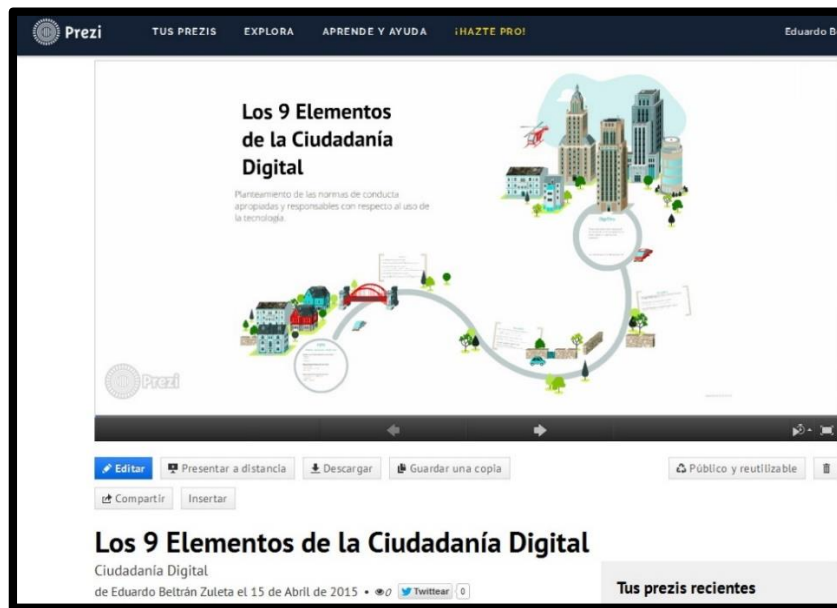 Prezi
TUS PREZIS
EXPLORA
APRENDE Y AYUDA
¡HAZTE PRO!
Eduardo Be
Los 9 Elementos
de la Ciudadanía
Digital
Planteamiento de las normas de conducta
apropiadas y responsables con respecto al uso de
la tecnología.
Prezi
Editar
Presentar a distancia
Descargar
Guardar una copia
Público y reutilizable
Compartir
Insertar
Los 9 Elementos de la Ciudadanía Digital
Ciudadanía Digital
de Eduardo Beltrán Zuleta el 15 de Abril de 2015 • 0 Twittear 0
Tus prezis recientes